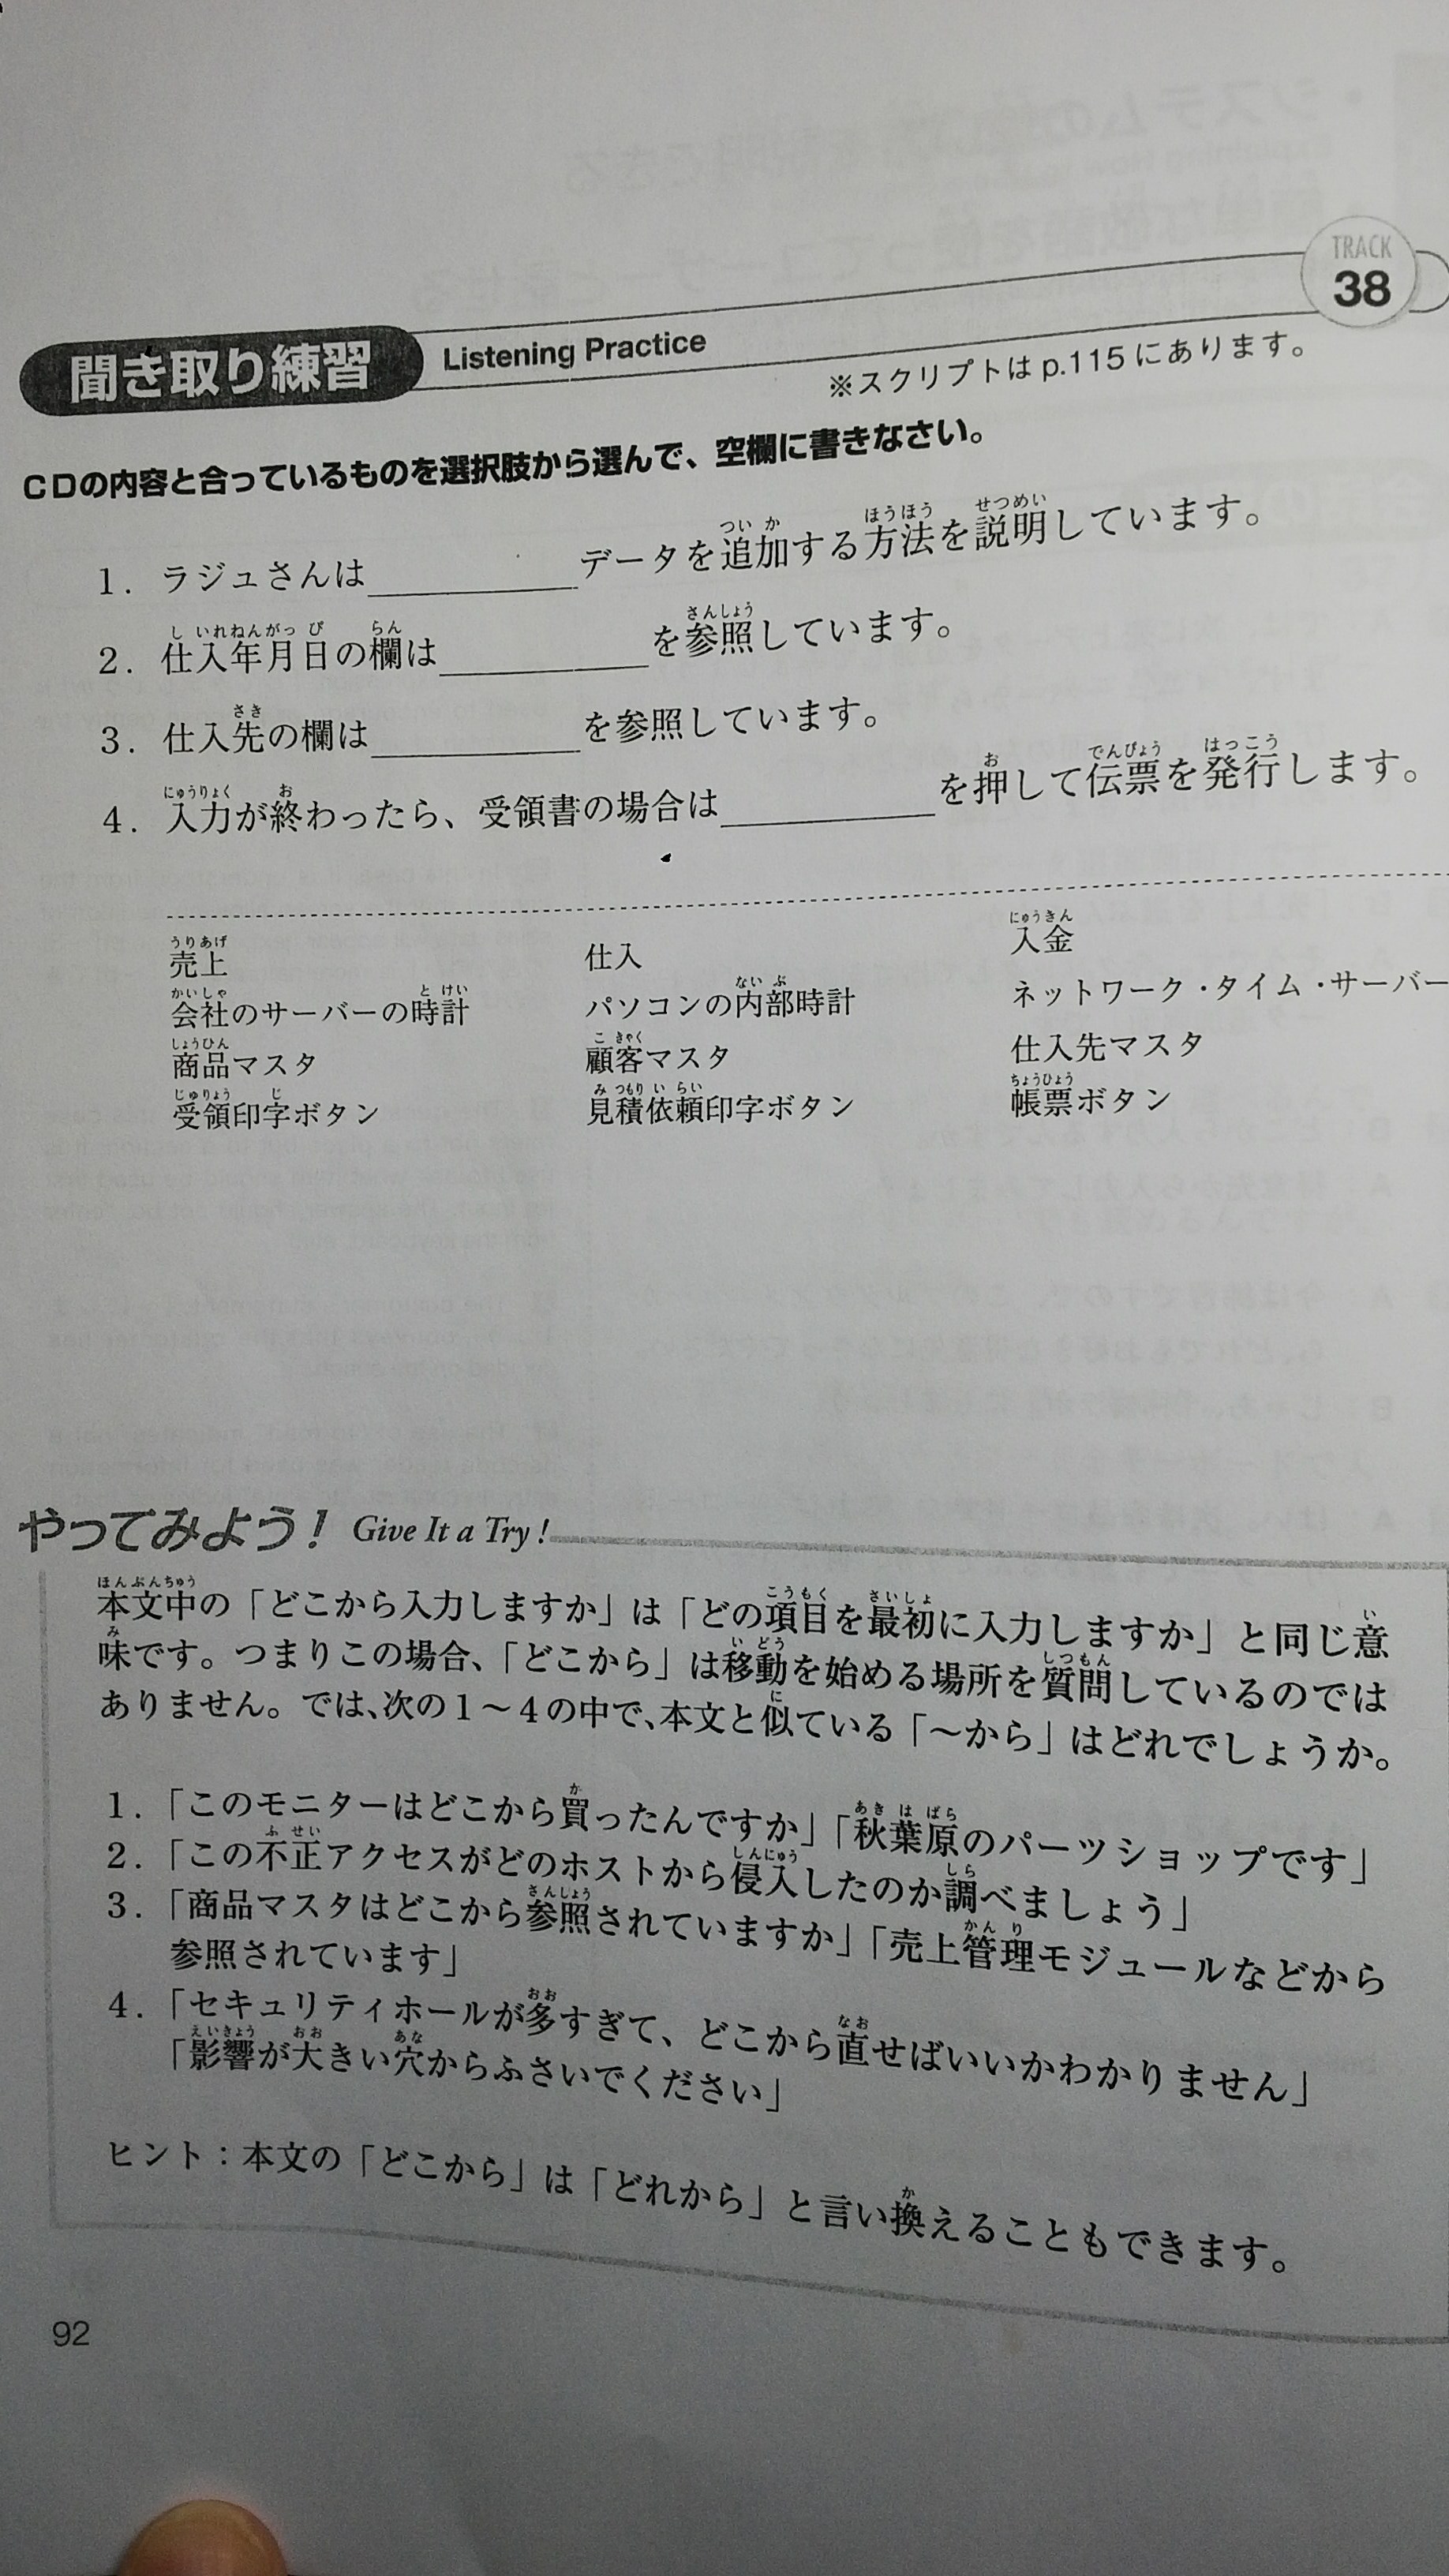 聞き取り練習 Listening Practice ※スクリプトは p.115 にあります。 TRACK 38
CDの内容と合っているものを選択肢から選んで、空欄に書きなさい。
1. ラジュさんは＿＿＿＿＿データを追加する方法を説明しています。
2. 仕入年月日の欄は＿＿＿＿＿を参照しています。
3. 仕入先の欄は＿＿＿＿＿を参照しています。
4. 入力が終わったら、受領書の場合は＿＿＿＿＿を押して伝票を発行します。
売上 仕入 入金
会社のサーバーの時計 パソコンの内部時計 ネットワーク・タイム・サーバー
商品マスタ 顧客マスタ 仕入先マスタ
受領印字ボタン 見積依頼印字ボタン 帳票ボタン
やってみよう！ Give It a Try!
本文中の「どこから入力しますか」は「どの項目を最初に入力しますか」と同じ意
味です。つまりこの場合、「どこから」は移動を始める場所を質問しているのでは
ありません。では、次の1～4の中で、本文と似ている「～から」はどれでしょうか。
1.「このモニターはどこから買ったんですか」「秋葉原のパーツショップです」
2.「この不正アクセスがどのホストから侵入したのか調べましょう」
3.「商品マスタはどこから参照されていますか」「売上管理モジュールなどから
参照されています」
4.「セキュリティホールが多すぎて、どこから直せばいいかわかりません」
「影響が大きい穴からふさいでください」
ヒント：本文の「どこから」は「どれから」と言い換えることもできます。
92